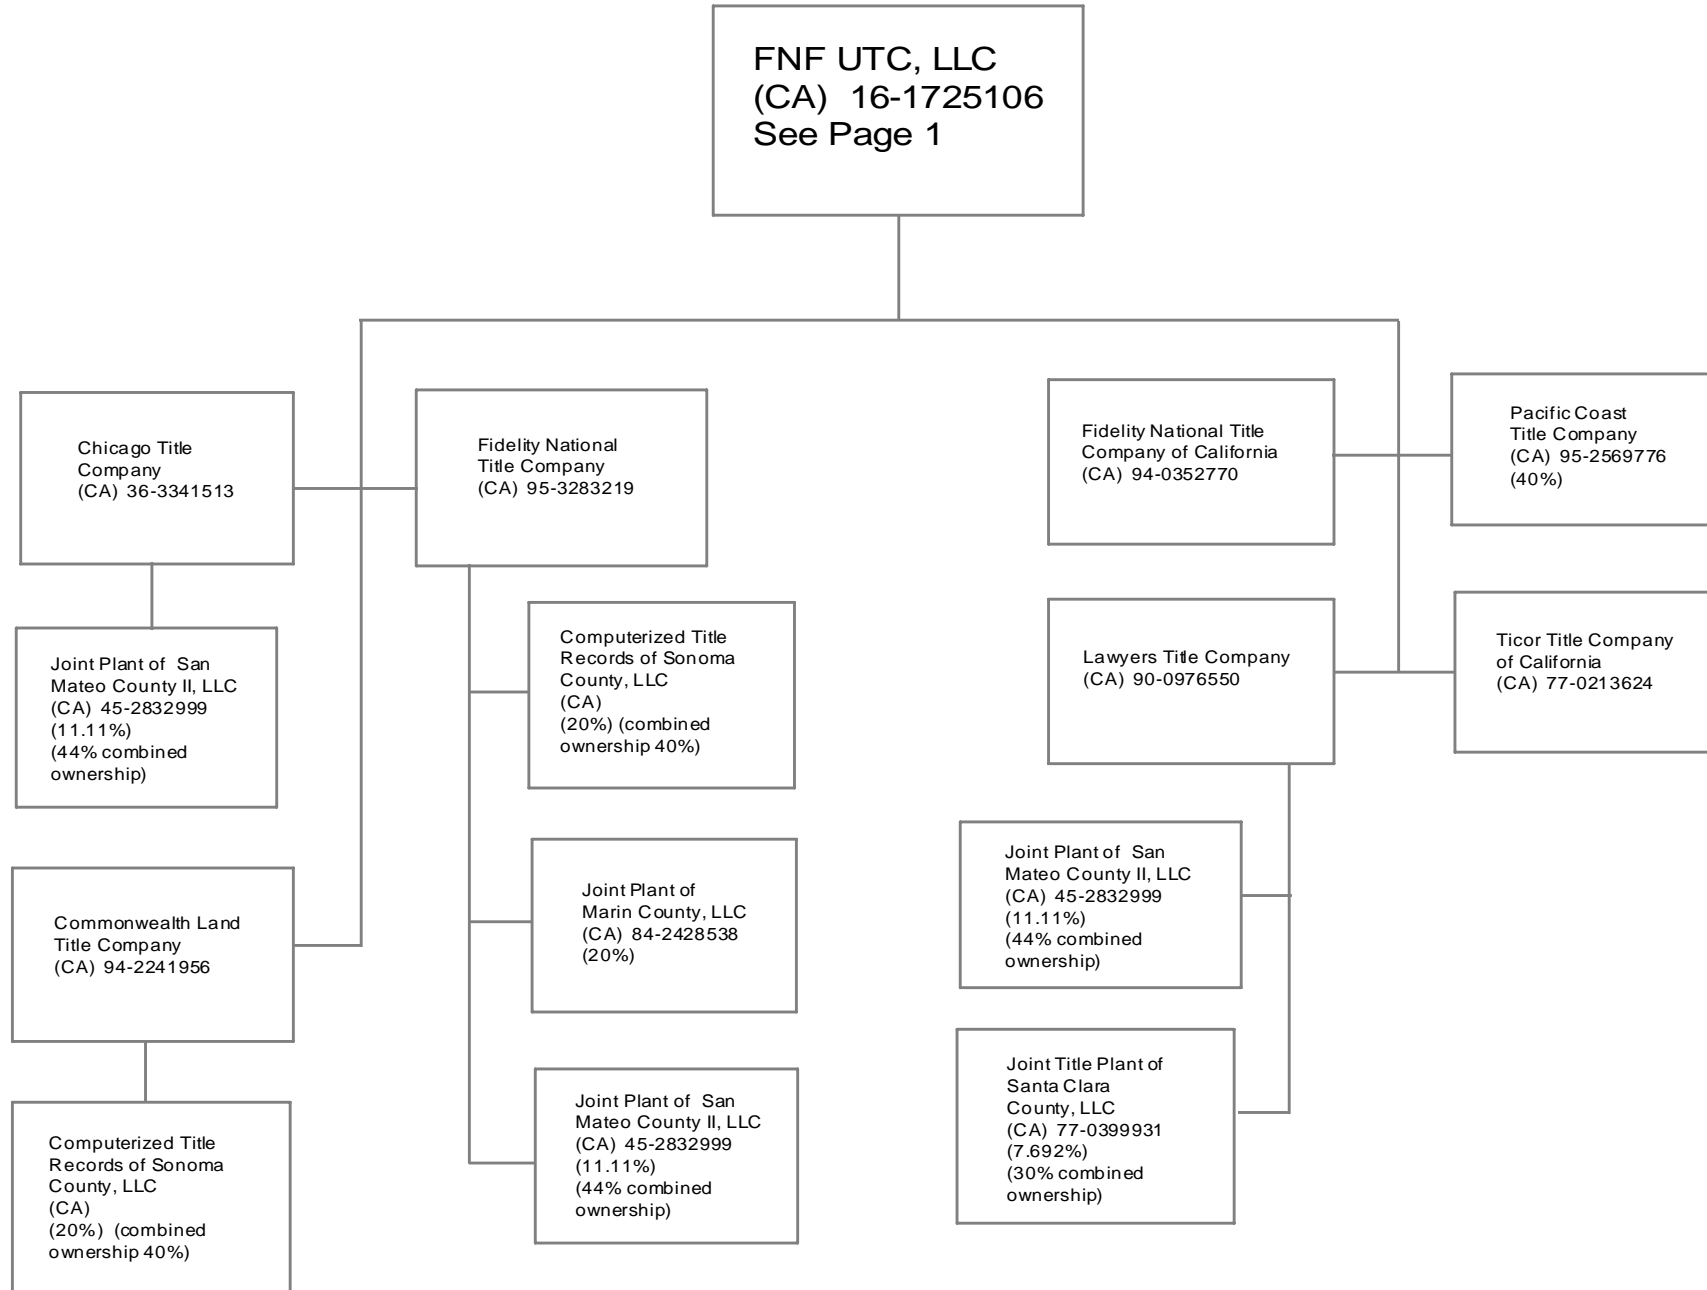 FNF UTC, LLC
(CA) 16-1725106
See Page 1
Chicago Title
Company
(CA) 36-3341513
Fidelity National
Title Company
(CA) 95-3283219
Fidelity National Title
Company of California
(CA) 94-0352770
Pacific Coast
Title Company
(CA) 95-2569776
(40%)
Joint Plant of San
Mateo County II, LLC
(CA) 45-2832999
(11.11%)
(44% combined
ownership)
Computerized Title
Records of Sonoma
County, LLC
(CA)
(20%) (combined
ownership 40%)
Lawyers Title Company
(CA) 90-0976550
Ticor Title Company
of California
(CA) 77-0213624
Commonwealth Land
Title Company
(CA) 94-2241956
Joint Plant of
Marin County, LLC
(CA) 84-2428538
(20%)
Joint Plant of San
Mateo County II, LLC
(CA) 45-2832999
(11.11%)
(44% combined
ownership)
Computerized Title
Records of Sonoma
County, LLC
(CA)
(20%) (combined
ownership 40%)
Joint Plant of San
Mateo County II, LLC
(CA) 45-2832999
(11.11%)
(44% combined
ownership)
Joint Title Plant of
Santa Clara
County, LLC
(CA) 77-0399931
(7.692%)
(30% combined
ownership)